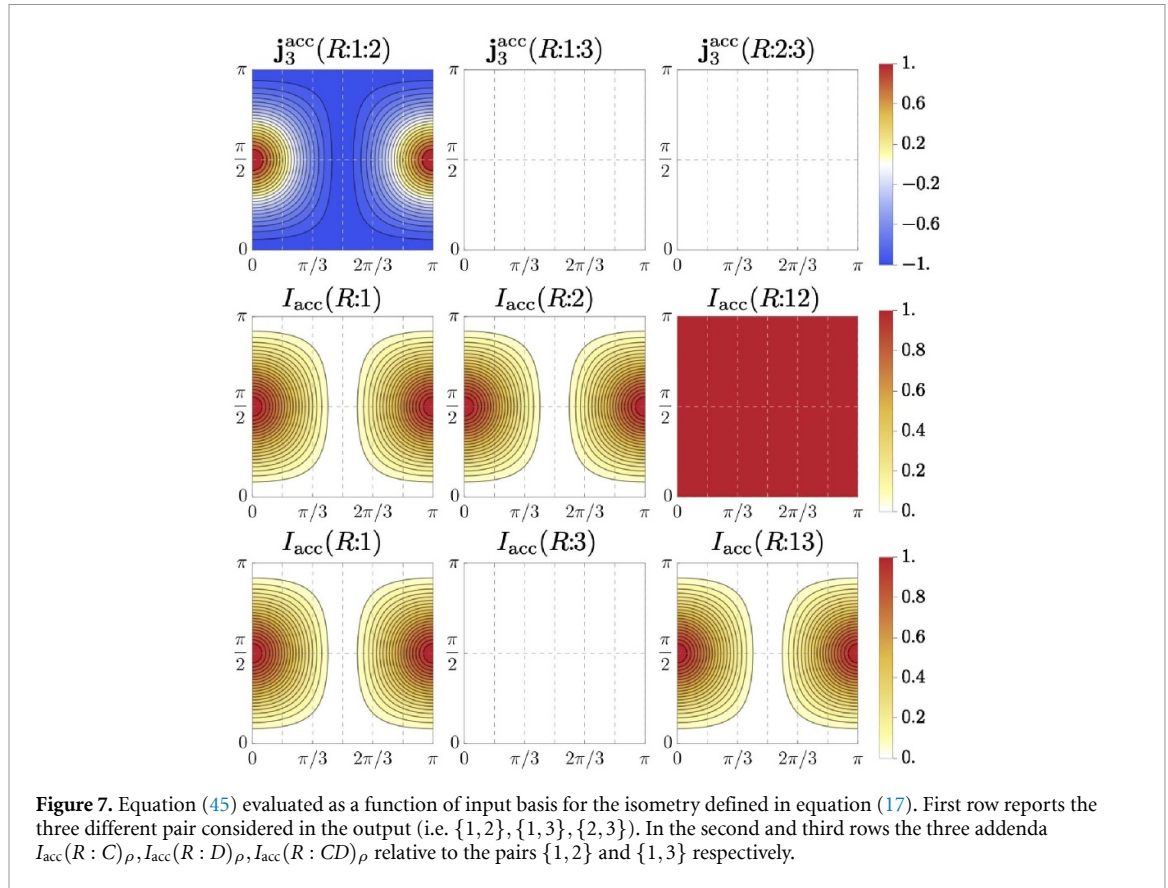 j₃ᵃᶜᶜ(R:1:2) j₃ᵃᶜᶜ(R:1:3) j₃ᵃᶜᶜ(R:2:3)
π π π 1.
0.6
π/2 π/2 π/2 0.2
−0.2
−0.6
0 0 0 −1.
0 π/3 2π/3 π 0 π/3 2π/3 π 0 π/3 2π/3 π
I_acc(R:1) I_acc(R:2) I_acc(R:12)
π π π 1.
0.8
0.6
π/2 π/2 π/2
0.4
0.2
0 0 0 0.
0 π/3 2π/3 π 0 π/3 2π/3 π 0 π/3 2π/3 π
I_acc(R:1) I_acc(R:3) I_acc(R:13)
π π π 1.
0.8
0.6
π/2 π/2 π/2
0.4
0.2
0 0 0 0.
0 π/3 2π/3 π 0 π/3 2π/3 π 0 π/3 2π/3 π
Figure 7. Equation (45) evaluated as a function of input basis for the isometry defined in equation (17). First row reports the
three different pair considered in the output (i.e. {1,2},{1,3},{2,3}). In the second and third rows the three addenda
I_acc(R : C)_ρ, I_acc(R : D)_ρ, I_acc(R : CD)_ρ relative to the pairs {1,2} and {1,3} respectively.